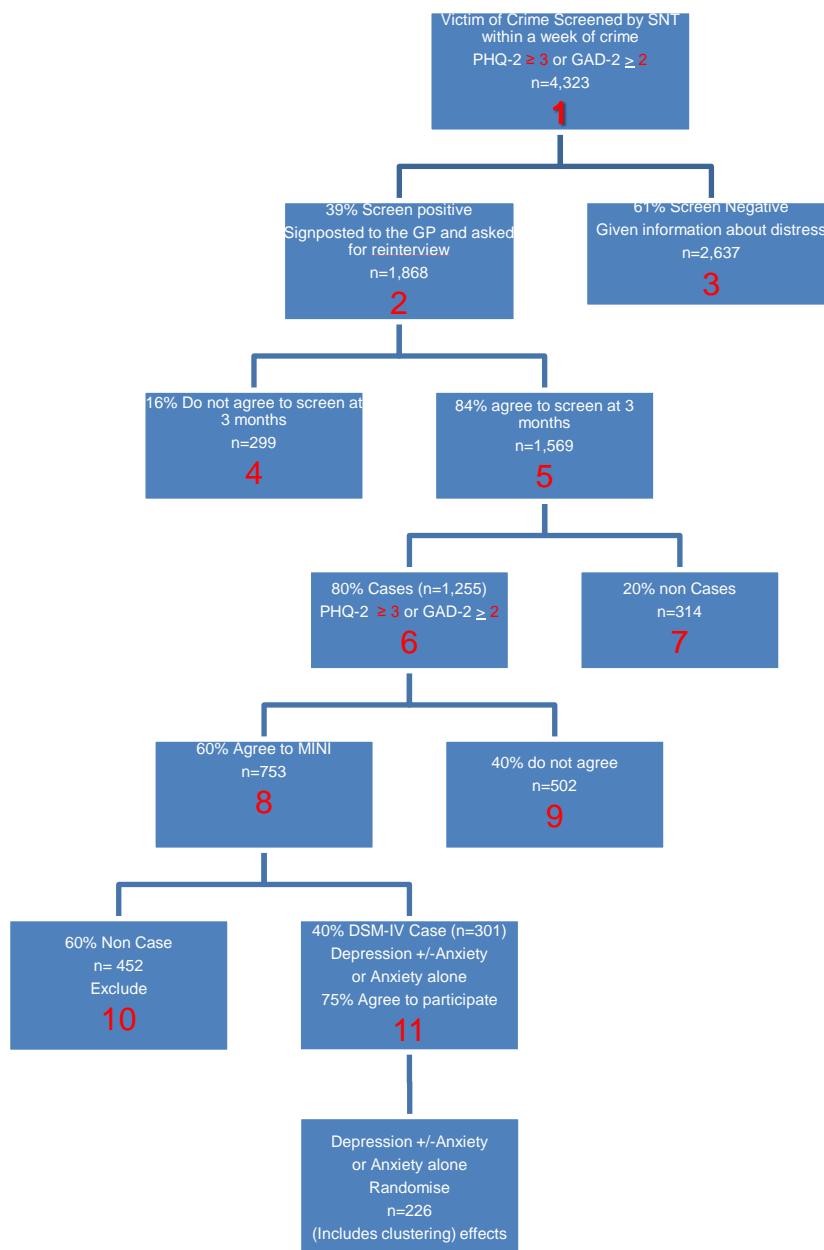 Victim of Crime Screened by SNT
within a week of crime
PHQ-2 ≥ 3 or GAD-2 > 2
n=4,323
1
39% Screen positive
Signposted to the GP and asked
for reinterview
n=1,868
2
61% Screen Negative
Given information about distress
n=2,637
3
16% Do not agree to screen at
3 months
n=299
4
84% agree to screen at 3
months
n=1,569
5
80% Cases (n=1,255)
PHQ-2 ≥ 3 or GAD-2 > 2
6
20% non Cases
n=314
7
60% Agree to MINI
n=753
8
40% do not agree
n=502
9
60% Non Case
n= 452
Exclude
10
40% DSM-IV Case (n=301)
Depression +/-Anxiety
or Anxiety alone
75% Agree to participate
11
Depression +/-Anxiety
or Anxiety alone
Randomise
n=226
(Includes clustering) effects